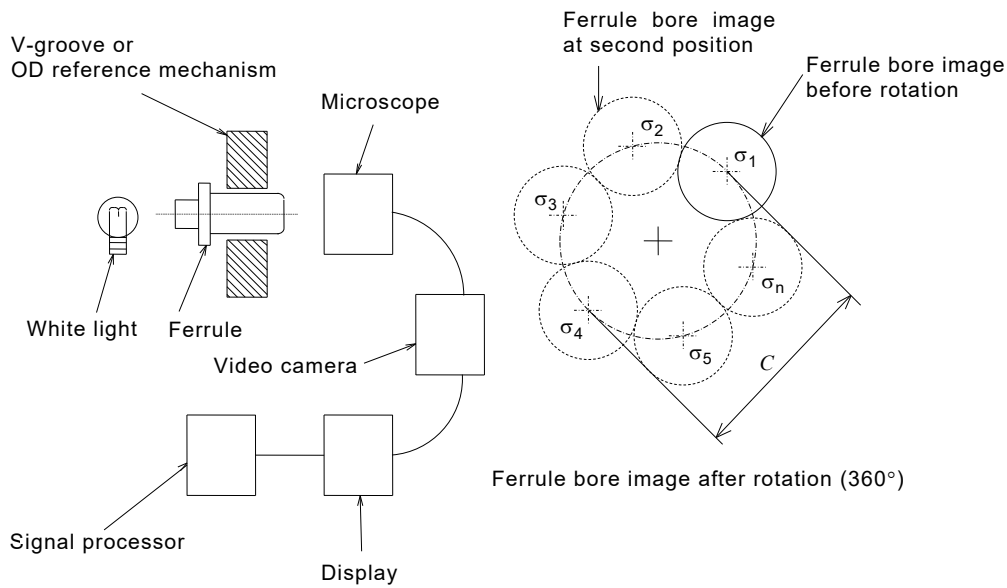 V-groove or
OD reference mechanism
Microscope
White light
Ferrule
Video camera
Signal processor
Display
Ferrule bore image
at second position
Ferrule bore image
before rotation
σ1
σ2
σ3
σ4
σ5
σn
C
Ferrule bore image after rotation (360°)